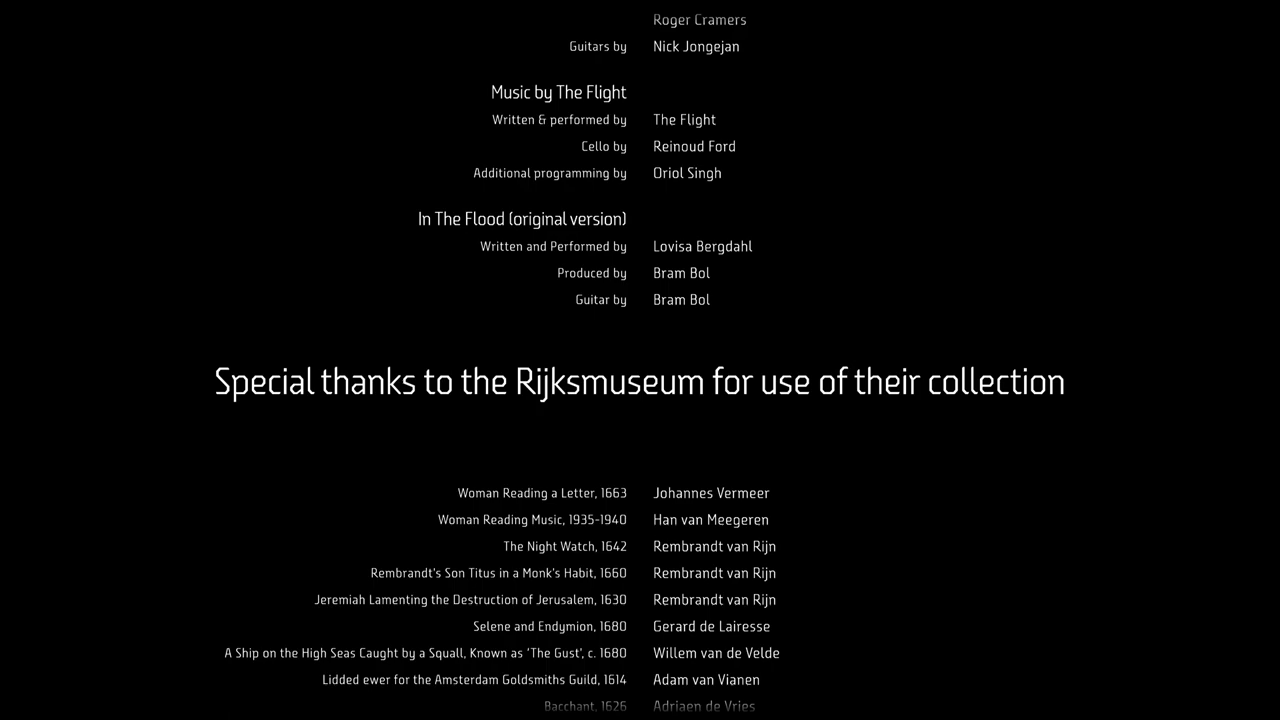 Roger Cramers
Guitars by Nick Jongejan
Music by The Flight
Written & performed by The Flight
Cello by Reinoud Ford
Additional programming by Oriol Singh
In The Flood (original version)
Written and Performed by Lovisa Bergdahl
Produced by Bram Bol
Guitar by Bram Bol
Special thanks to the Rijksmuseum for use of their collection
Woman Reading a Letter, 1663 Johannes Vermeer
Woman Reading Music, 1935-1940 Han van Meegeren
The Night Watch, 1642 Rembrandt van Rijn
Rembrandt's Son Titus in a Monk's Habit, 1660 Rembrandt van Rijn
Jeremiah Lamenting the Destruction of Jerusalem, 1630 Rembrandt van Rijn
Selene and Endymion, 1680 Gerard de Lairesse
A Ship on the High Seas Caught by a Squall, Known as 'The Gust', c. 1680 Willem van de Velde
Lidded ewer for the Amsterdam Goldsmiths Guild, 1614 Adam van Vianen
Bacchant, 1626 Adriaen de Vries